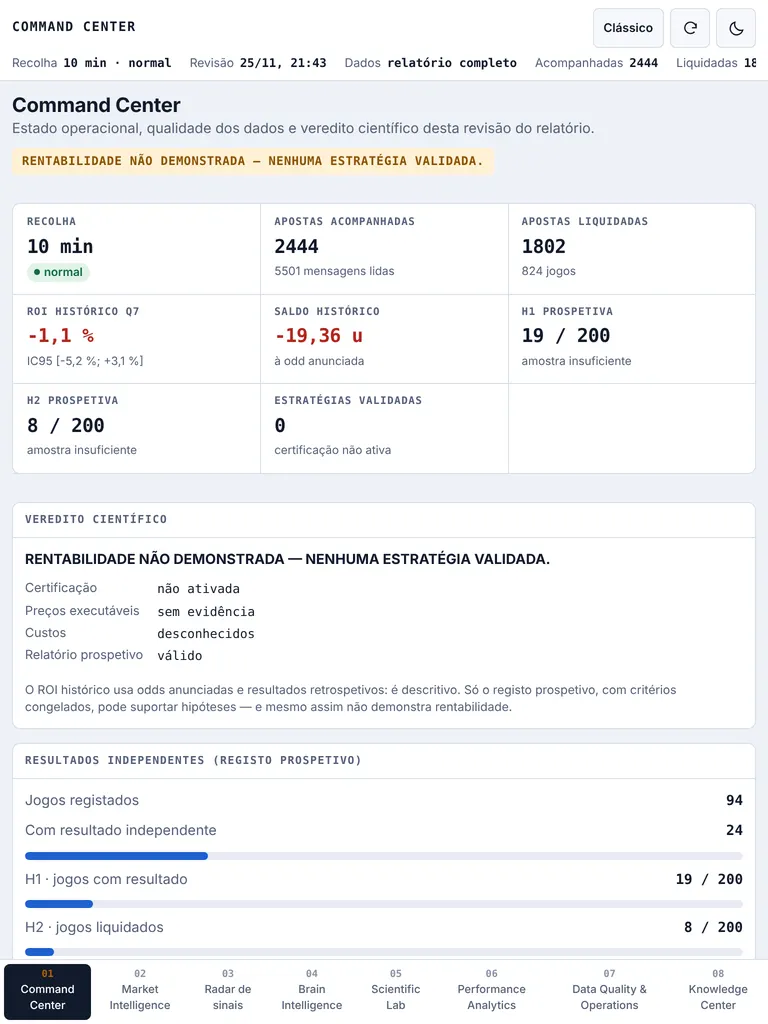 COMMAND CENTER
Clássico
Recolha 10 min · normal Revisão 25/11, 21:43 Dados relatório completo Acompanhadas 2444 Liquidadas 18
Command Center
Estado operacional, qualidade dos dados e veredito científico desta revisão do relatório.
RENTABILIDADE NÃO DEMONSTRADA — NENHUMA ESTRATÉGIA VALIDADA.
RECOLHA
10 min
normal
APOSTAS ACOMPANHADAS
2444
5501 mensagens lidas
APOSTAS LIQUIDADAS
1802
824 jogos
ROI HISTÓRICO Q7
-1,1 %
IC95 [-5,2 %; +3,1 %]
SALDO HISTÓRICO
-19,36 u
à odd anunciada
H1 PROSPETIVA
19 / 200
amostra insuficiente
H2 PROSPETIVA
8 / 200
amostra insuficiente
ESTRATÉGIAS VALIDADAS
0
certificação não ativa
VEREDITO CIENTÍFICO
RENTABILIDADE NÃO DEMONSTRADA — NENHUMA ESTRATÉGIA VALIDADA.
Certificação não ativada
Preços executáveis sem evidência
Custos desconhecidos
Relatório prospetivo válido
O ROI histórico usa odds anunciadas e resultados retrospetivos: é descritivo. Só o registo prospetivo, com critérios
congelados, pode suportar hipóteses — e mesmo assim não demonstra rentabilidade.
RESULTADOS INDEPENDENTES (REGISTO PROSPETIVO)
Jogos registados 94
Com resultado independente 24
H1 · jogos com resultado 19 / 200
H2 · jogos liquidados 8 / 200
01
Command
Center
02
Market
Intelligence
03
Radar de
sinais
04
Brain
Intelligence
05
Scientific
Lab
06
Performance
Analytics
07
Data Quality &
Operations
08
Knowledge
Center